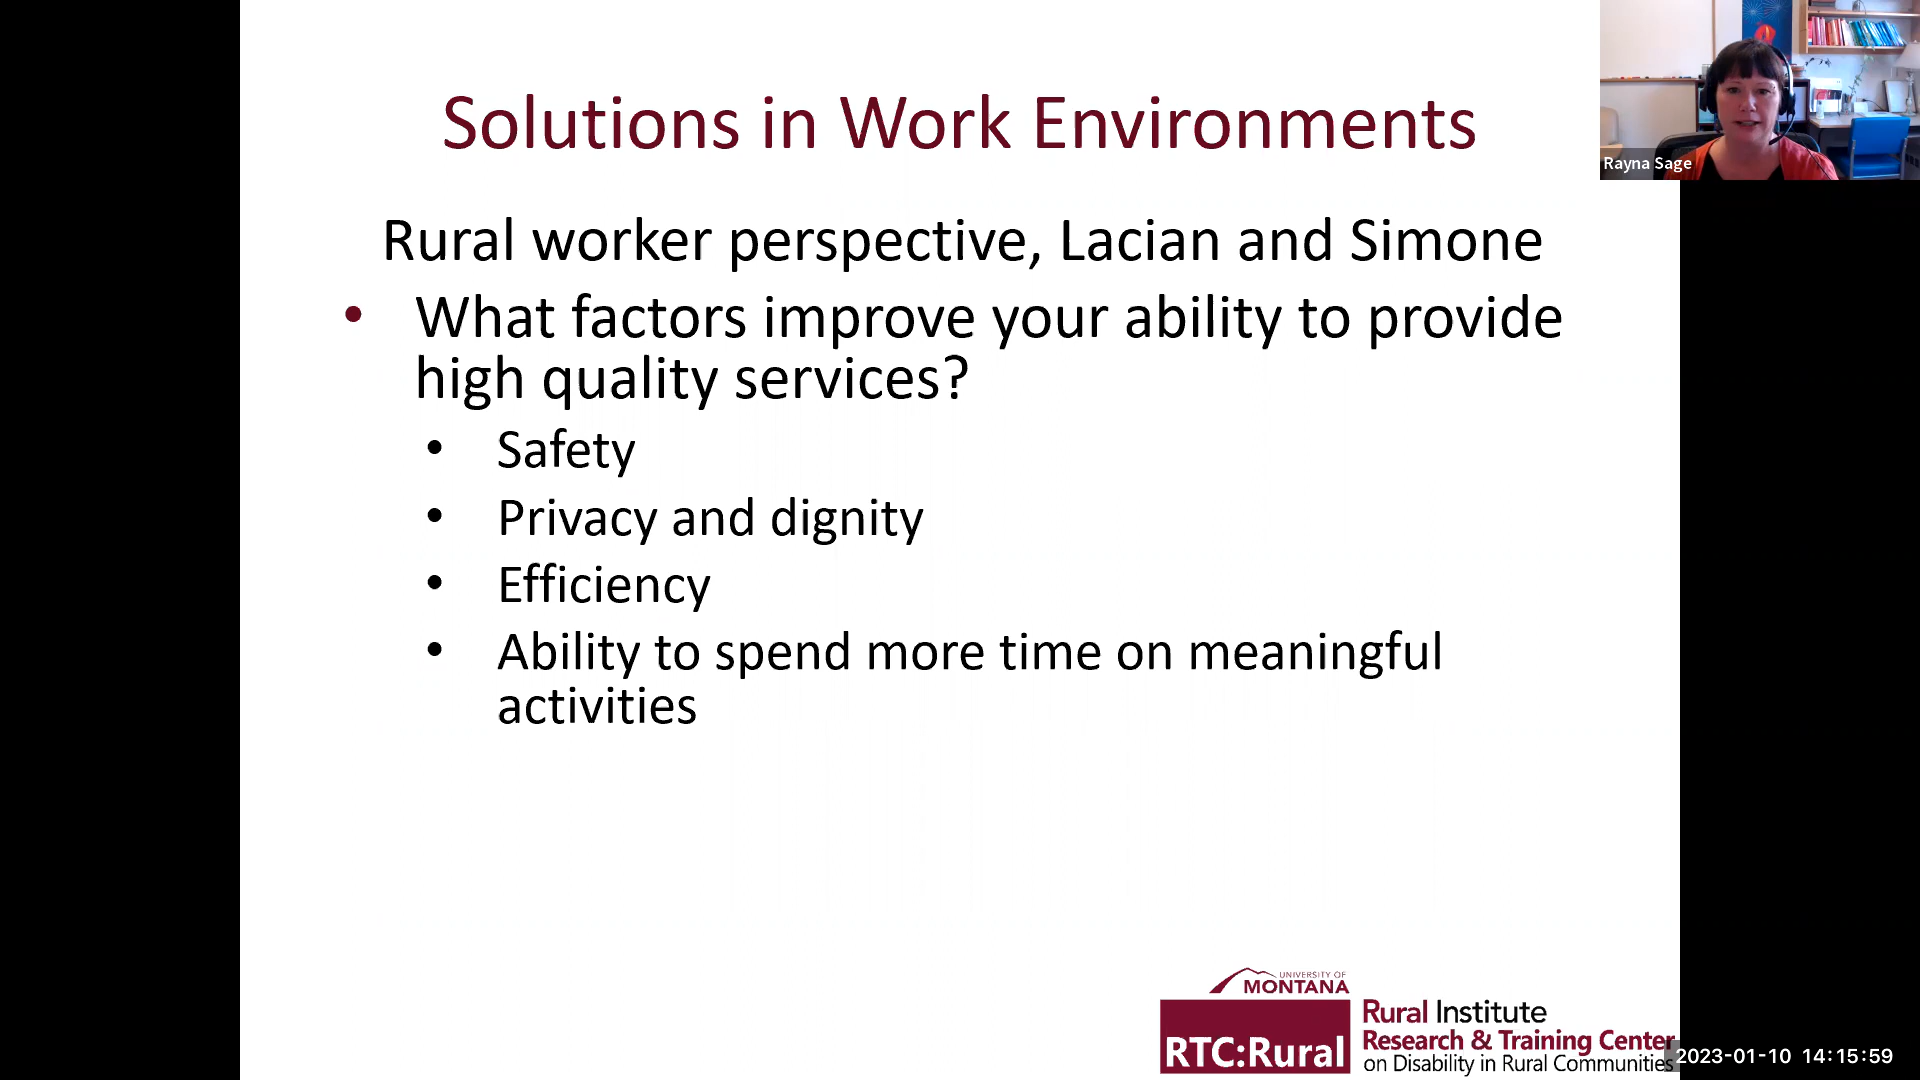 Solutions in Work Environments
Rayna Sage
Rural worker perspective, Lacian and Simone
• What factors improve your ability to provide
high quality services?
• Safety
• Privacy and dignity
• Efficiency
• Ability to spend more time on meaningful
activities
UNIVERSITY OF
MONTANA
RTC:Rural
Rural Institute
Research & Training Center
on Disability in Rural Communities
2023-01-10 14:15:59